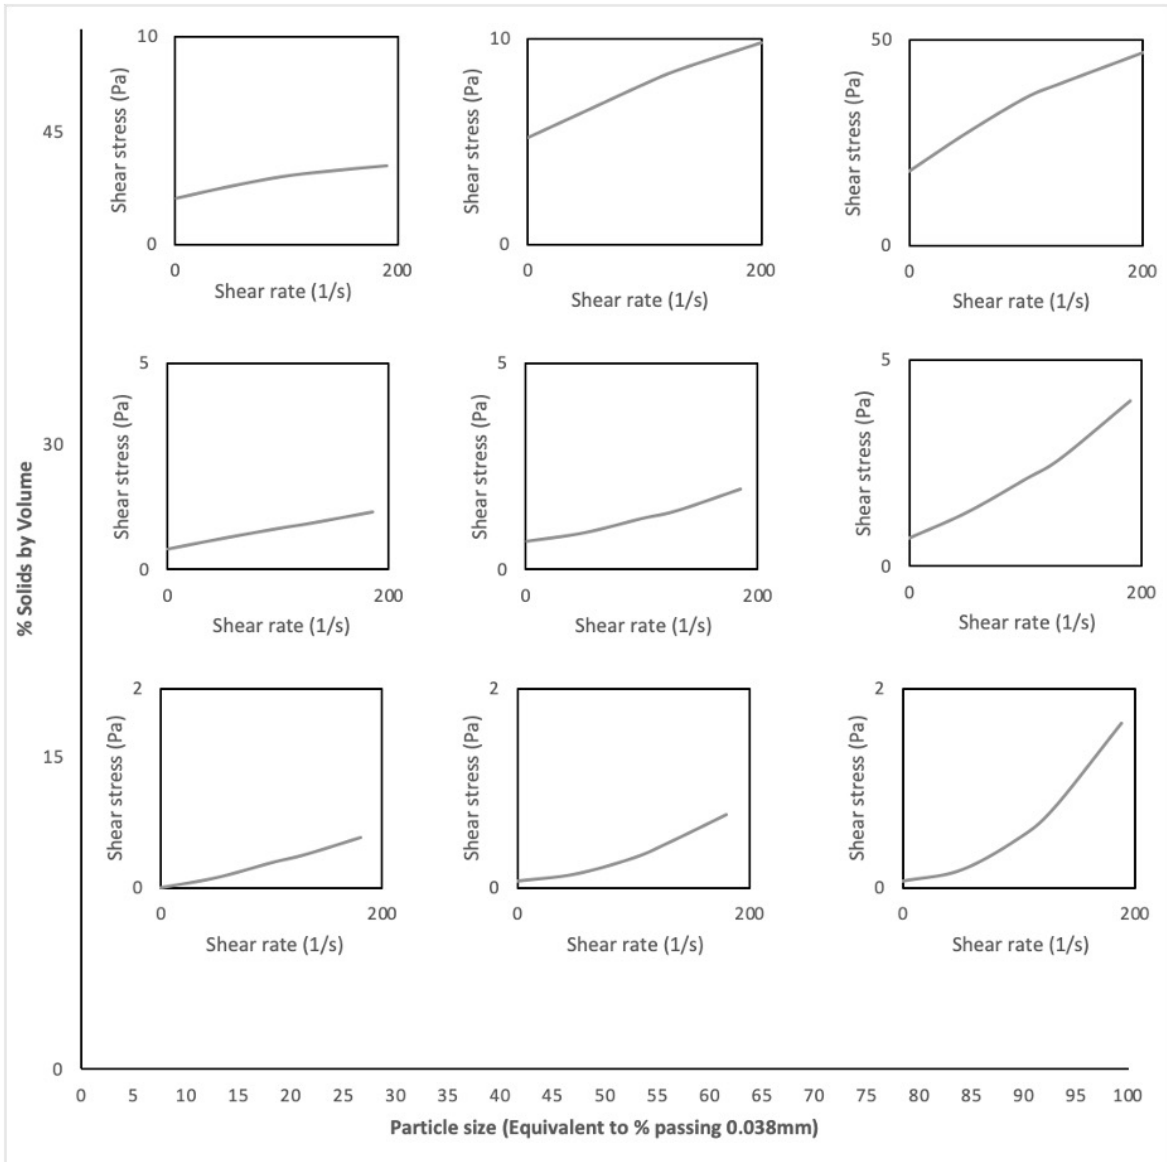 10
10
50
Shear stress (Pa)
Shear stress (Pa)
Shear stress (Pa)
45
0
0
0
0 200
0 200
0 200
Shear rate (1/s)
Shear rate (1/s)
Shear rate (1/s)
5
5
5
Shear stress (Pa)
Shear stress (Pa)
Shear stress (Pa)
30
% Solids by Volume
0
0
0
0 200
0 200
0 200
Shear rate (1/s)
Shear rate (1/s)
Shear rate (1/s)
2
2
2
Shear stress (Pa)
Shear stress (Pa)
Shear stress (Pa)
15
0
0
0
0 200
0 200
0 200
Shear rate (1/s)
Shear rate (1/s)
Shear rate (1/s)
0
0 5 10 15 20 25 30 35 40 45 50 55 60 65 70 75 80 85 90 95 100
Particle size (Equivalent to % passing 0.038mm)